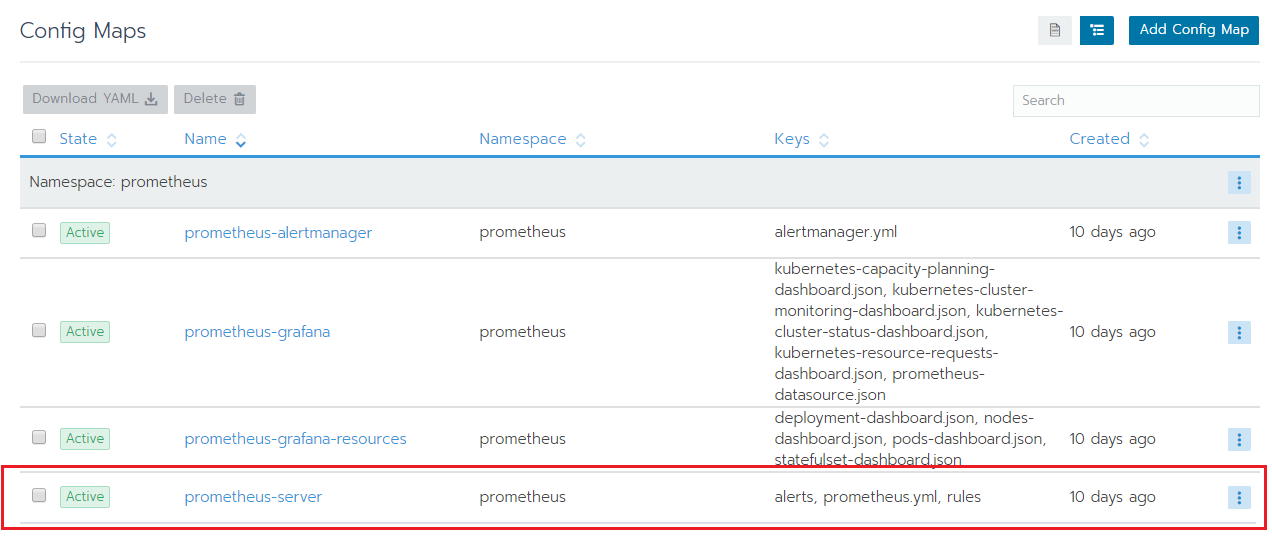 Config Maps
Add Config Map
Download YAML
Delete
Search
State
Name
Namespace
Keys
Created
Namespace: prometheus
Active
prometheus-alertmanager
prometheus
alertmanager.yml
10 days ago
Active
prometheus-grafana
prometheus
kubernetes-capacity-planning-
dashboard.json, kubernetes-cluster-
monitoring-dashboard.json, kubernetes-
cluster-status-dashboard.json,
kubernetes-resource-requests-
dashboard.json, prometheus-
datasource.json
10 days ago
Active
prometheus-grafana-resources
prometheus
deployment-dashboard.json, nodes-
dashboard.json, pods-dashboard.json,
statefulset-dashboard.json
10 days ago
Active
prometheus-server
prometheus
alerts, prometheus.yml, rules
10 days ago